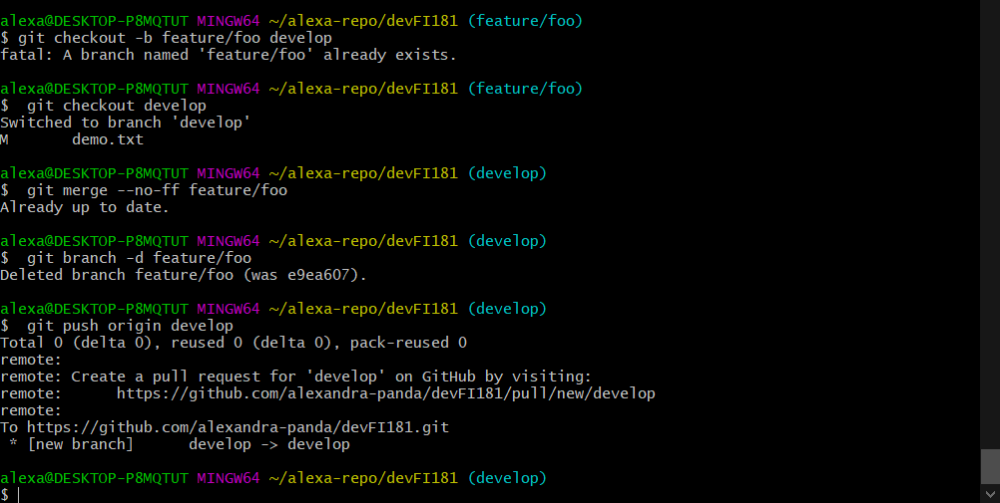 alexa@DESKTOP-P8MQTUT MINGW64 ~/alexa-repo/devFI181 (feature/foo)
$ git checkout -b feature/foo develop
fatal: A branch named 'feature/foo' already exists.
alexa@DESKTOP-P8MQTUT MINGW64 ~/alexa-repo/devFI181 (feature/foo)
$  git checkout develop
Switched to branch 'develop'
M       demo.txt
alexa@DESKTOP-P8MQTUT MINGW64 ~/alexa-repo/devFI181 (develop)
$  git merge --no-ff feature/foo
Already up to date.
alexa@DESKTOP-P8MQTUT MINGW64 ~/alexa-repo/devFI181 (develop)
$  git branch -d feature/foo
Deleted branch feature/foo (was e9ea607).
alexa@DESKTOP-P8MQTUT MINGW64 ~/alexa-repo/devFI181 (develop)
$  git push origin develop
Total 0 (delta 0), reused 0 (delta 0), pack-reused 0
remote:
remote: Create a pull request for 'develop' on GitHub by visiting:
remote:      https://github.com/alexandra-panda/devFI181/pull/new/develop
remote:
To https://github.com/alexandra-panda/devFI181.git
 * [new branch]      develop -> develop
alexa@DESKTOP-P8MQTUT MINGW64 ~/alexa-repo/devFI181 (develop)
$